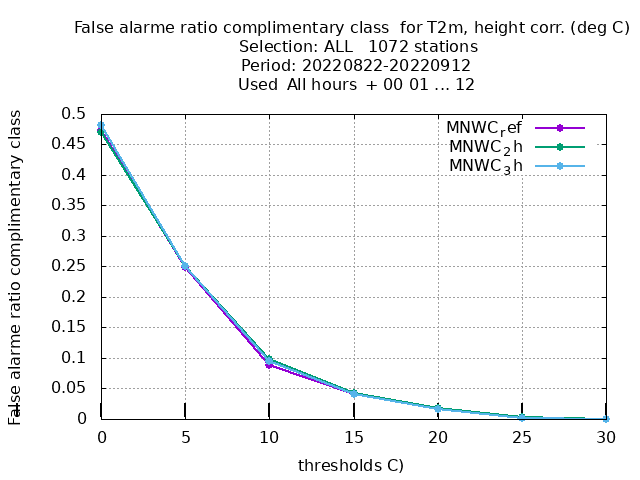 False alarme ratio complimentary class for T2m, height corr. (deg C)
Selection: ALL 1072 stations
Period: 20220822-20220912
Used All hours + 00 01 ... 12
False alarme ratio complimentary class
0.5
0.45
0.4
0.35
0.3
0.25
0.2
0.15
0.1
0.05
0
MNWC_ref
MNWC_2h
MNWC_3h
0 5 10 15 20 25 30
thresholds C)